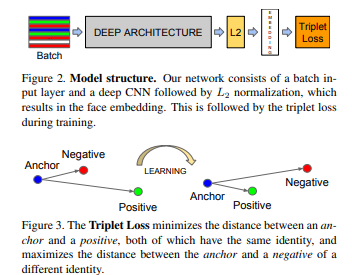 DEEP ARCHITECTURE
L2
EMBEDDING
Triplet
Loss
Batch
Figure 2. Model structure. Our network consists of a batch in-
put layer and a deep CNN followed by L2 normalization, which
results in the face embedding. This is followed by the triplet loss
during training.
Negative
Anchor
Positive
LEARNING
Negative
Anchor
Positive
Figure 3. The Triplet Loss minimizes the distance between an an-
chor and a positive, both of which have the same identity, and
maximizes the distance between the anchor and a negative of a
different identity.